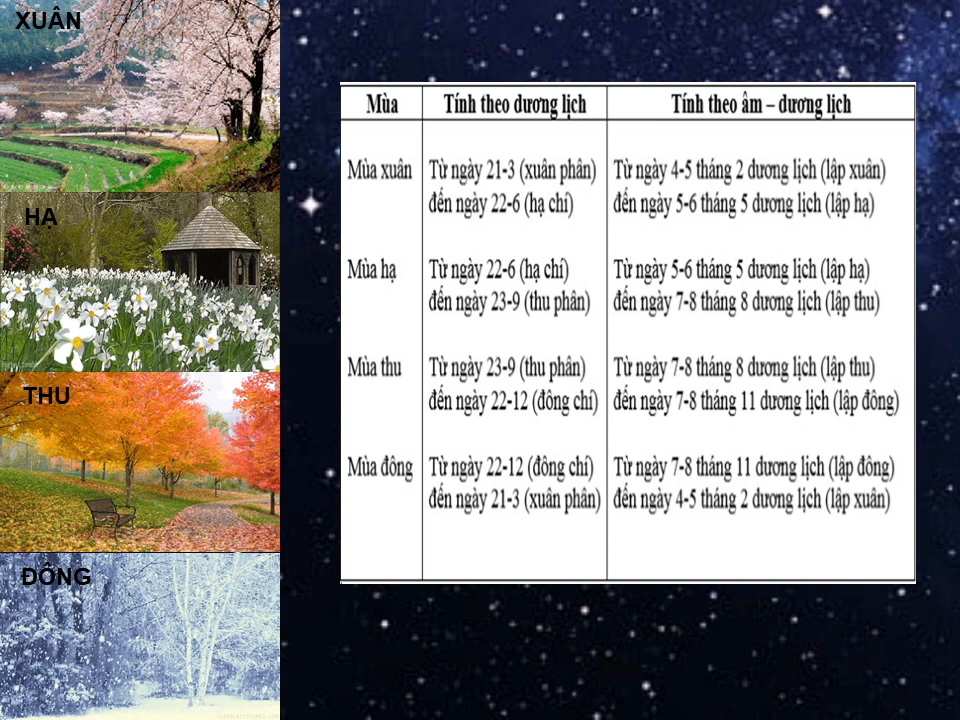 XUÂN
HẠ
THU
ĐÔNG
Mùa Tính theo dương lịch Tính theo âm – dương lịch
Mùa xuân Từ ngày 21-3 (xuân phân) Từ ngày 4-5 tháng 2 dương lịch (lập xuân)
đến ngày 22-6 (hạ chí) đến ngày 5-6 tháng 5 dương lịch (lập hạ)
Mùa hạ Từ ngày 22-6 (hạ chí) Từ ngày 5-6 tháng 5 dương lịch (lập hạ)
đến ngày 23-9 (thu phân) đến ngày 7-8 tháng 8 dương lịch (lập thu)
Mùa thu Từ ngày 23-9 (thu phân) Từ ngày 7-8 tháng 8 dương lịch (lập thu)
đến ngày 22-12 (đông chí) đến ngày 7-8 tháng 11 dương lịch (lập đông)
Mùa đông Từ ngày 22-12 (đông chí) Từ ngày 7-8 tháng 11 dương lịch (lập đông)
đến ngày 21-3 (xuân phân) đến ngày 4-5 tháng 2 dương lịch (lập xuân)